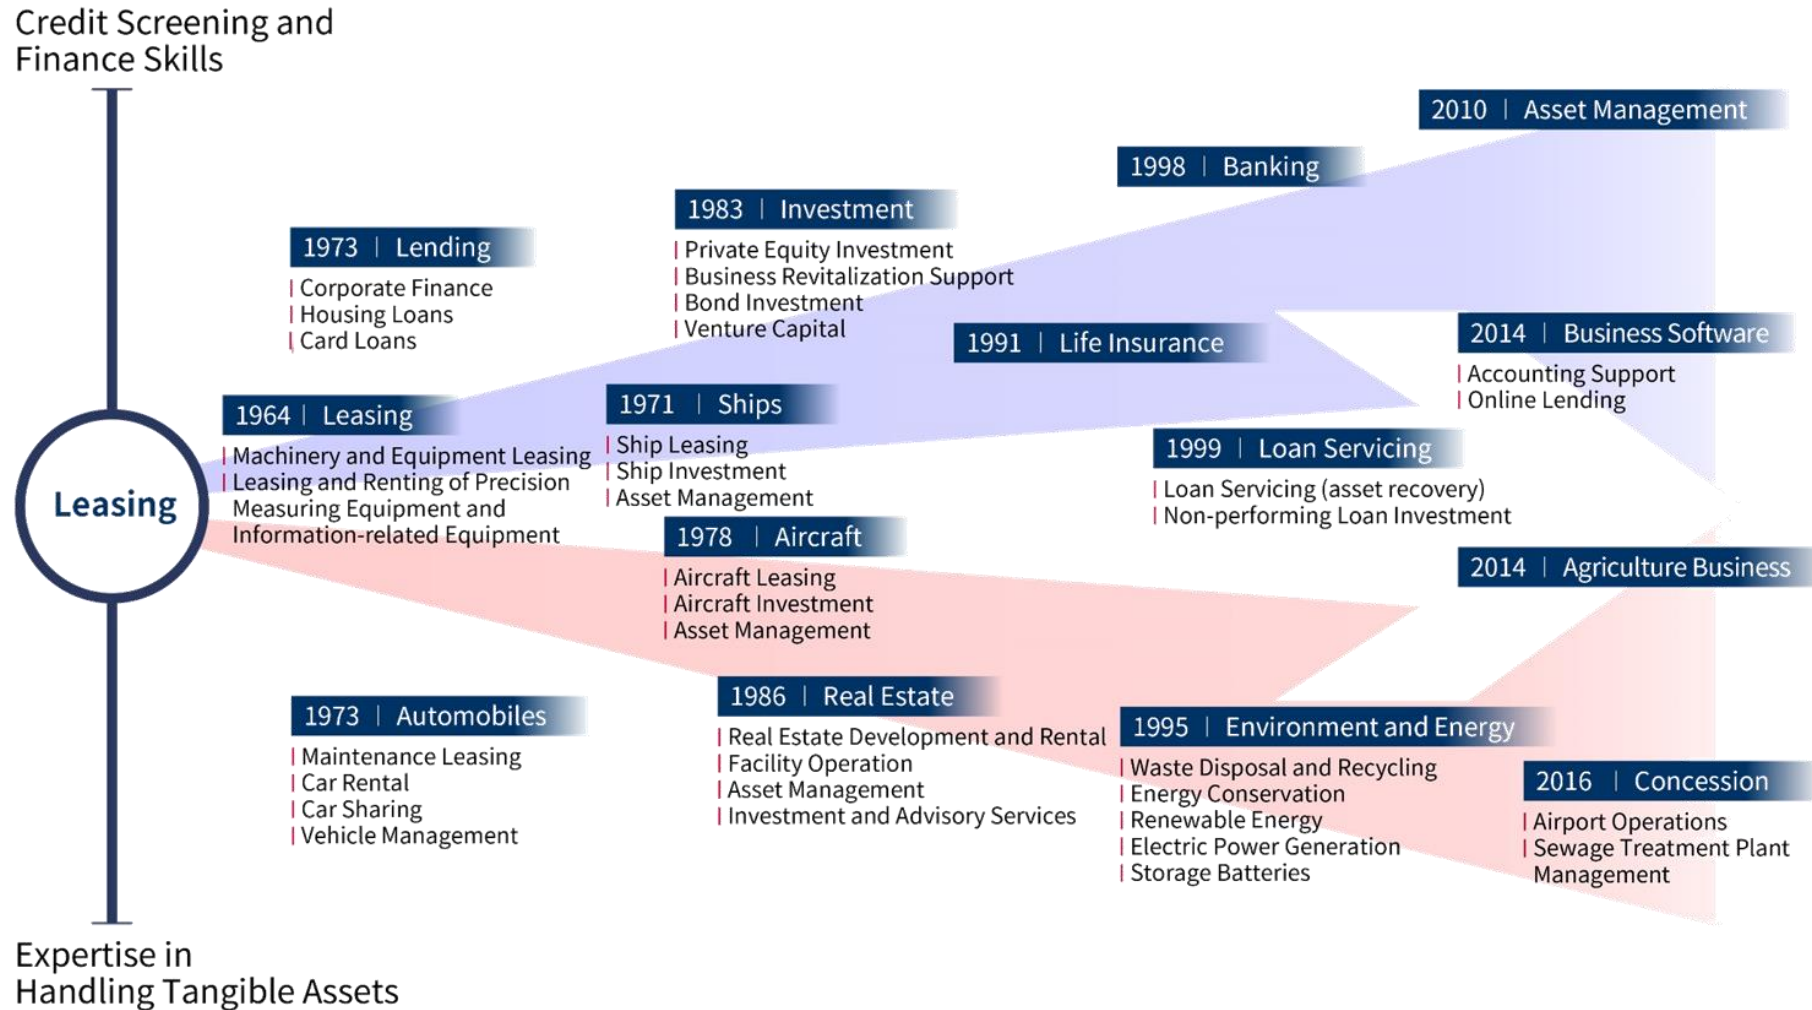 Credit Screening and
Finance Skills
2010 | Asset Management
1998 | Banking
1983 | Investment
Private Equity Investment
Business Revitalization Support
Bond Investment
Venture Capital
1973 | Lending
Corporate Finance
Housing Loans
Card Loans
1991 | Life Insurance
2014 | Business Software
Accounting Support
Online Lending
1964 | Leasing
Machinery and Equipment Leasing
Leasing and Renting of Precision
Measuring Equipment and
Information-related Equipment
1971 | Ships
Ship Leasing
Ship Investment
Asset Management
1999 | Loan Servicing
Loan Servicing (asset recovery)
Non-performing Loan Investment
Leasing
1978 | Aircraft
Aircraft Leasing
Aircraft Investment
Asset Management
2014 | Agriculture Business
1973 | Automobiles
Maintenance Leasing
Car Rental
Car Sharing
Vehicle Management
1986 | Real Estate
Real Estate Development and Rental
Facility Operation
Asset Management
Investment and Advisory Services
1995 | Environment and Energy
Waste Disposal and Recycling
Energy Conservation
Renewable Energy
Electric Power Generation
Storage Batteries
2016 | Concession
Airport Operations
Sewage Treatment Plant
Management
Expertise in
Handling Tangible Assets